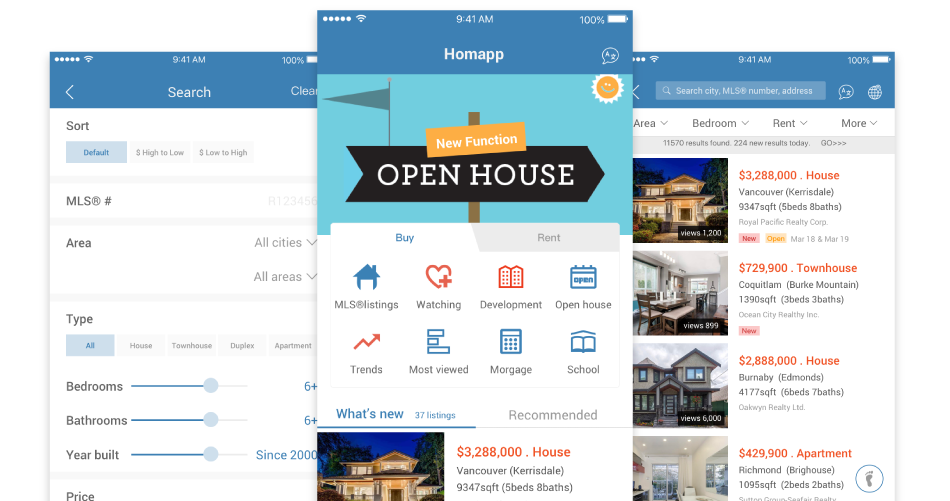 9:41 AM
100%
Search
Clear
Sort
Default
$ High to Low
$ Low to High
MLS® #
R123456
Area
All cities
All areas
Type
All
House
Townhouse
Duplex
Apartment
Bedrooms
6+
Bathrooms
6+
Year built
Since 2000
Price
9:41 AM
100%
Homapp
New Function
OPEN HOUSE
Buy
Rent
MLS®listings
Watching
Development
Open house
Trends
Most viewed
Morgage
School
What's new 37 listings
Recommended
$3,288,000 . House
Vancouver (Kerrisdale)
9347sqft (5beds 8baths)
9:41 AM
100%
Search city, MLS® number, address
Area
Bedroom
Rent
More
11570 results found. 224 new results today. GO>>>
views 1,200
$3,288,000 . House
Vancouver (Kerrisdale)
9347sqft (5beds 8baths)
Royal Pacific Realty Corp.
New Open Mar 18 & Mar 19
views 899
$729,900 . Townhouse
Coquitlam (Burke Mountain)
1390sqft (3beds 3baths)
Ocean City Realthy Inc.
New
views 6,000
$2,888,000 . House
Burnaby (Edmonds)
4177sqft (6beds 7baths)
Oakwyn Realty Ltd.
$429,900 . Apartment
Richmond (Brighouse)
1095sqft (2beds 2baths)
Sutton Group-Seafair Realty